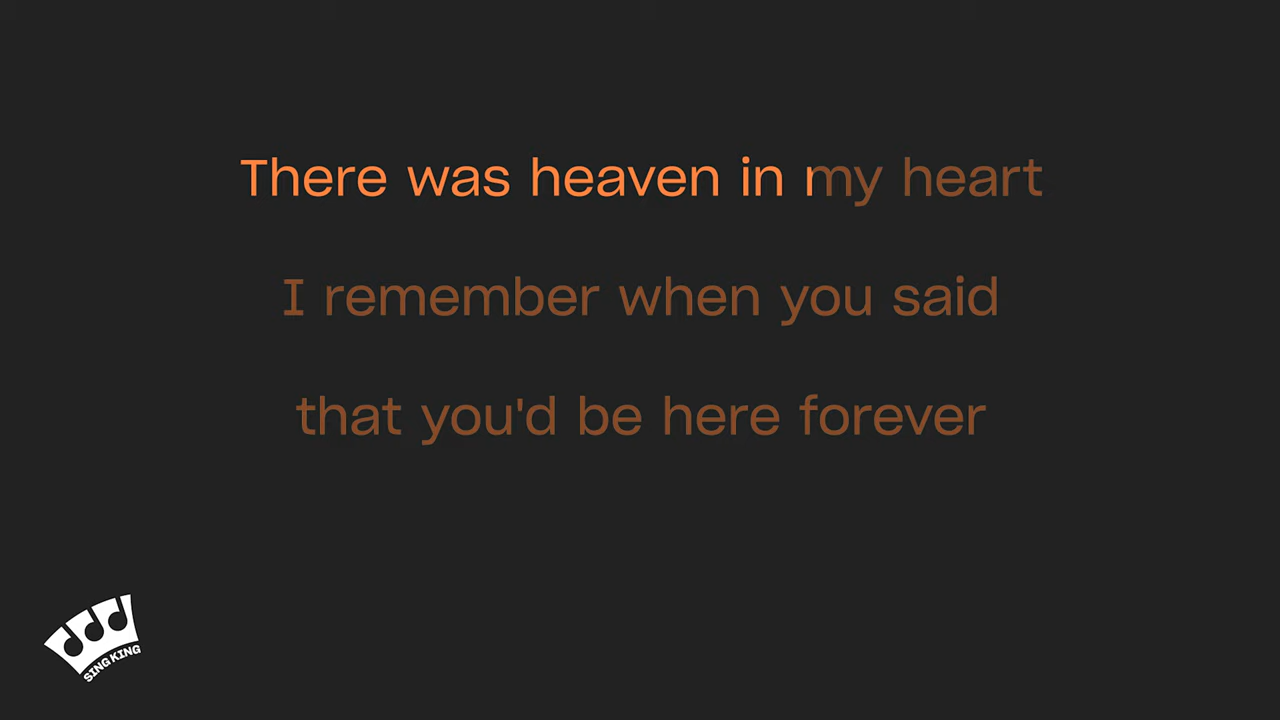 There was heaven in my heart
I remember when you said
that you'd be here forever
SING KING